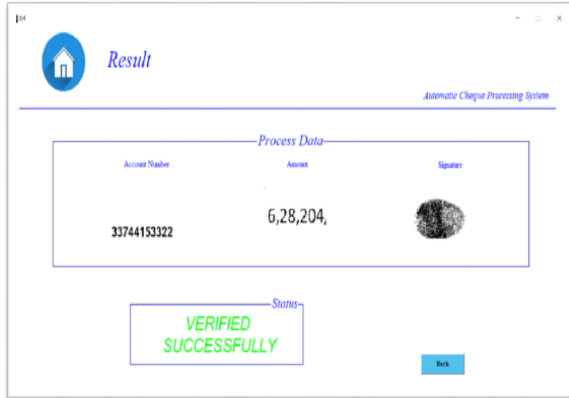 Result
Automatic Cheque Processing System
Process Data
Account Number Amount Signature
33744153322 6,28,204,
Status
VERIFIED
SUCCESSFULLY
Back